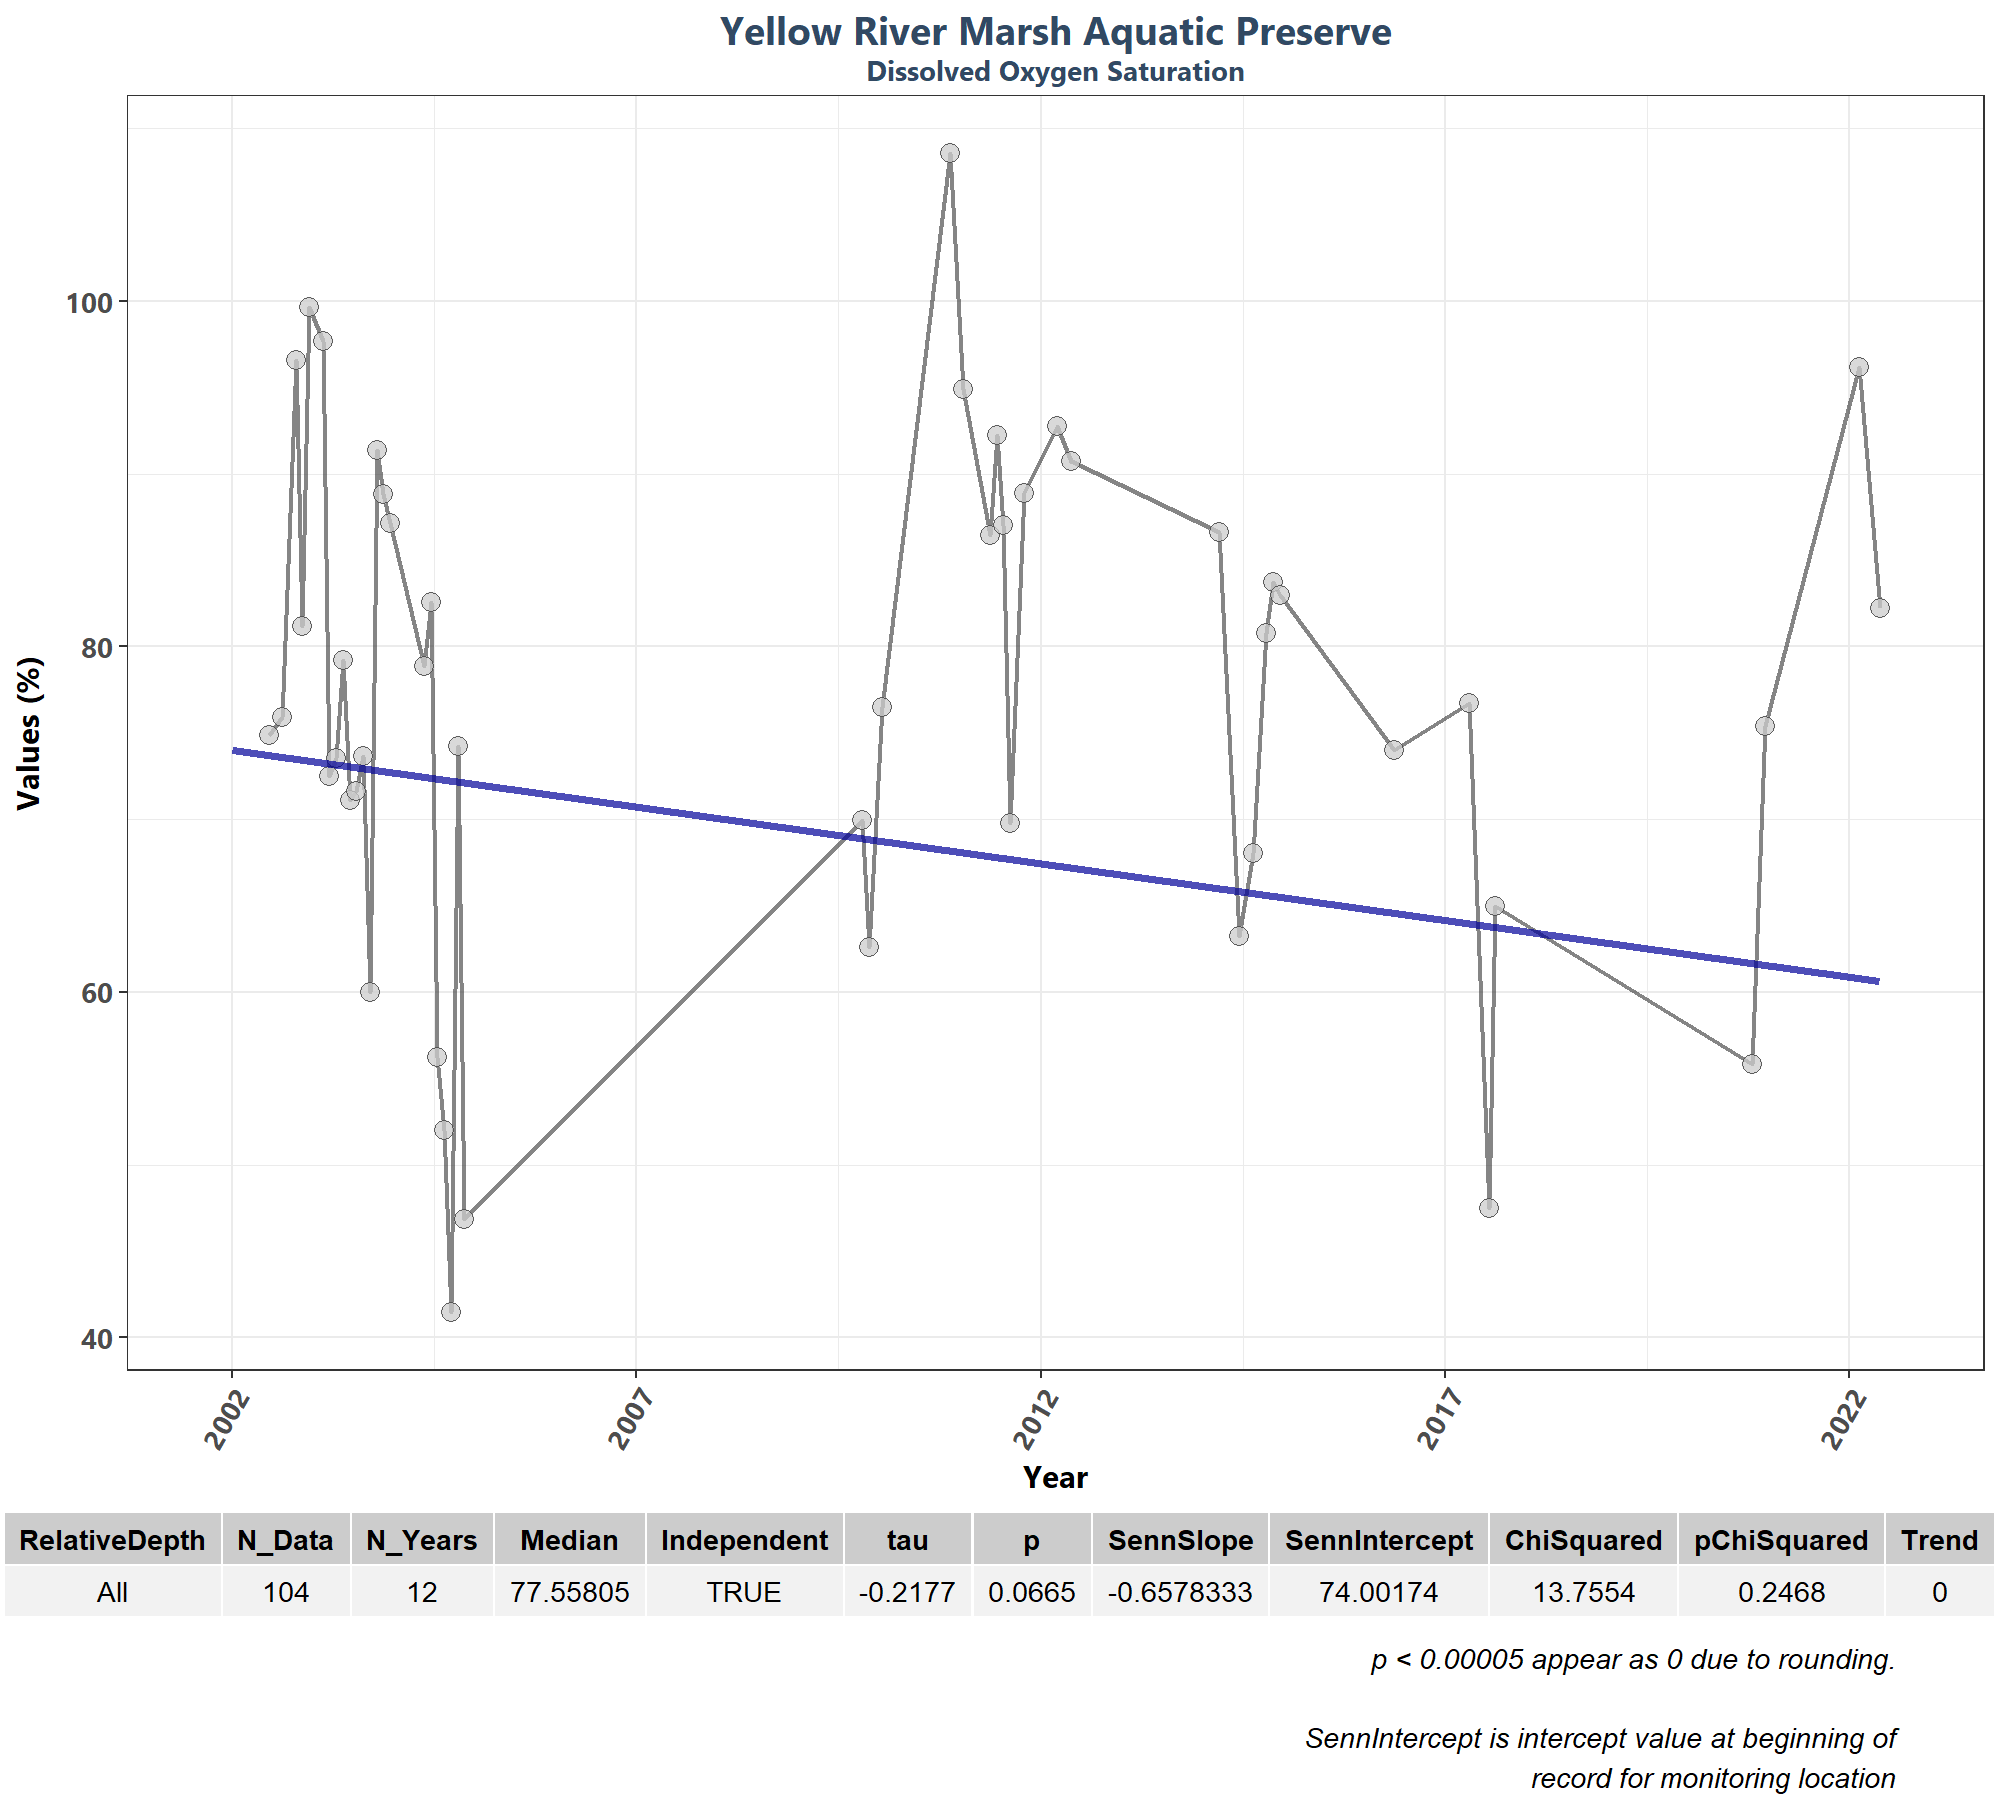 Yellow River Marsh Aquatic Preserve
Dissolved Oxygen Saturation
Values (%)
100
80
60
40
2002 2007 2012 2017 2022
Year
RelativeDepth N_Data N_Years Median Independent tau p SennSlope SennIntercept ChiSquared pChiSquared Trend
All 104 12 77.55805 TRUE -0.2177 0.0665 -0.6578333 74.00174 13.7554 0.2468 0
p < 0.00005 appear as 0 due to rounding.
SennIntercept is intercept value at beginning of
record for monitoring location